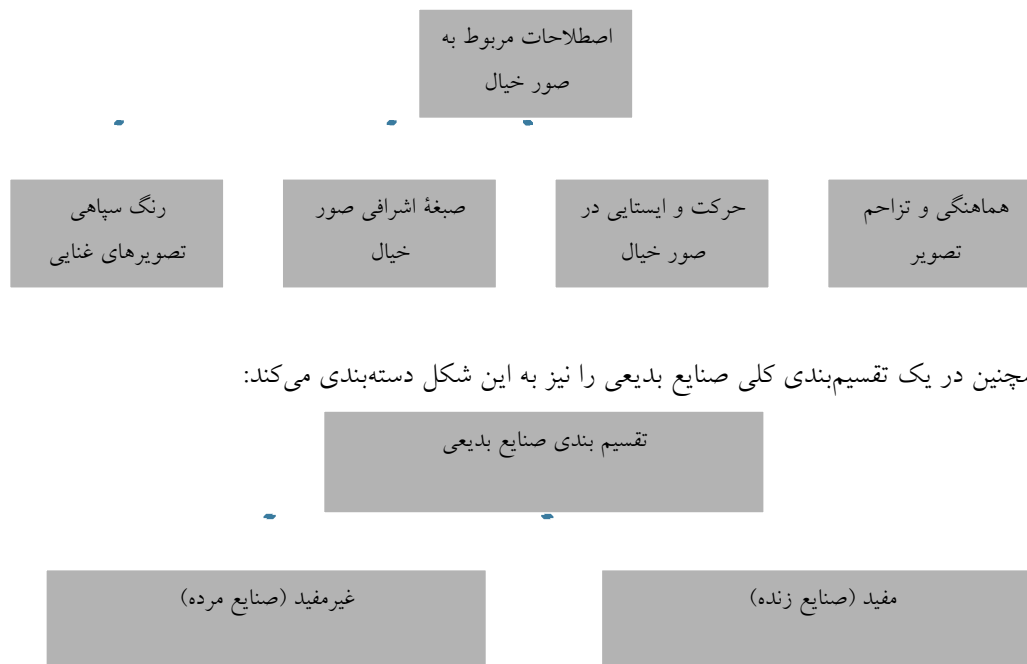 اصطلاحات مربوط به
صور خیال
هماهنگی و تزاحم
تصویر
حرکت و ایستایی در
صور خیال
صبغهٔ اشرافی صور
خیال
رنگ سپاهی
تصویرهای غنایی
مچنین در یک تقسیم‌بندی کلی صنایع بدیعی را نیز به این شکل دسته‌بندی می‌کند:
تقسیم بندی صنایع بدیعی
مفید (صنایع زنده)
غیرمفید (صنایع مرده)